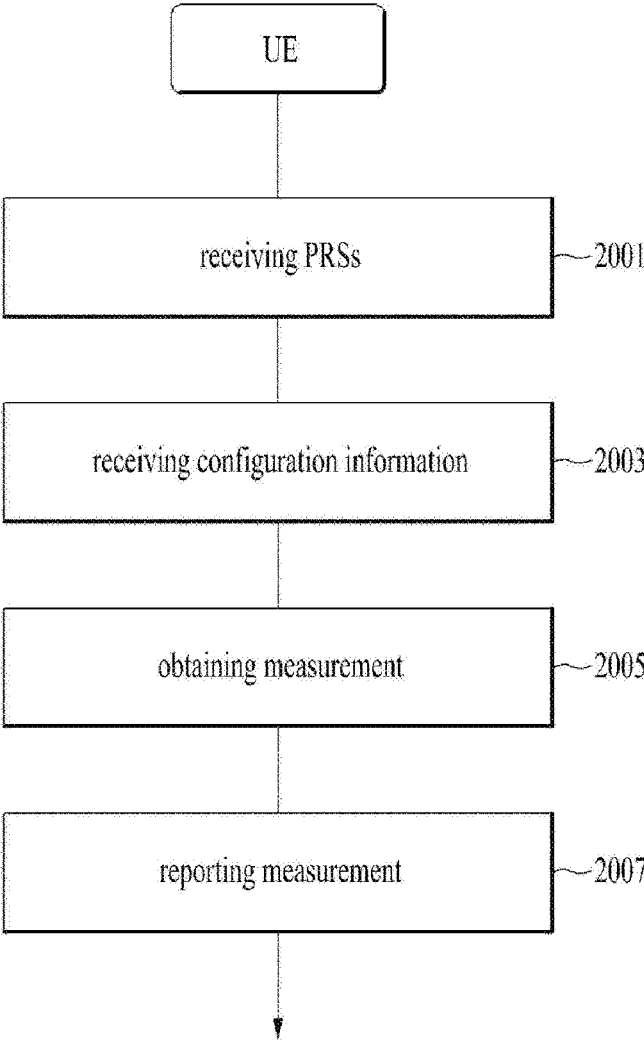 UE
receiving PRSs
2001
receiving configuration information
2003
obtaining measurement
2005
reporting measurement
2007